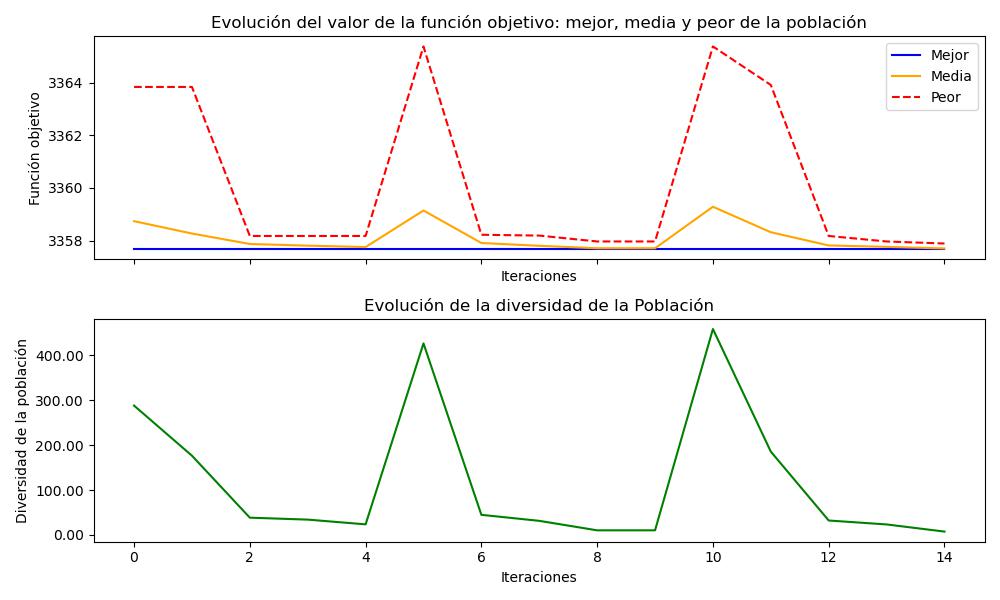 Evolución del valor de la función objetivo: mejor, media y peor de la población
Función objetivo
3364
3362
3360
3358
Mejor
Media
Peor
Iteraciones
Evolución de la diversidad de la Población
Diversidad de la población
400.00
300.00
200.00
100.00
0.00
0 2 4 6 8 10 12 14
Iteraciones